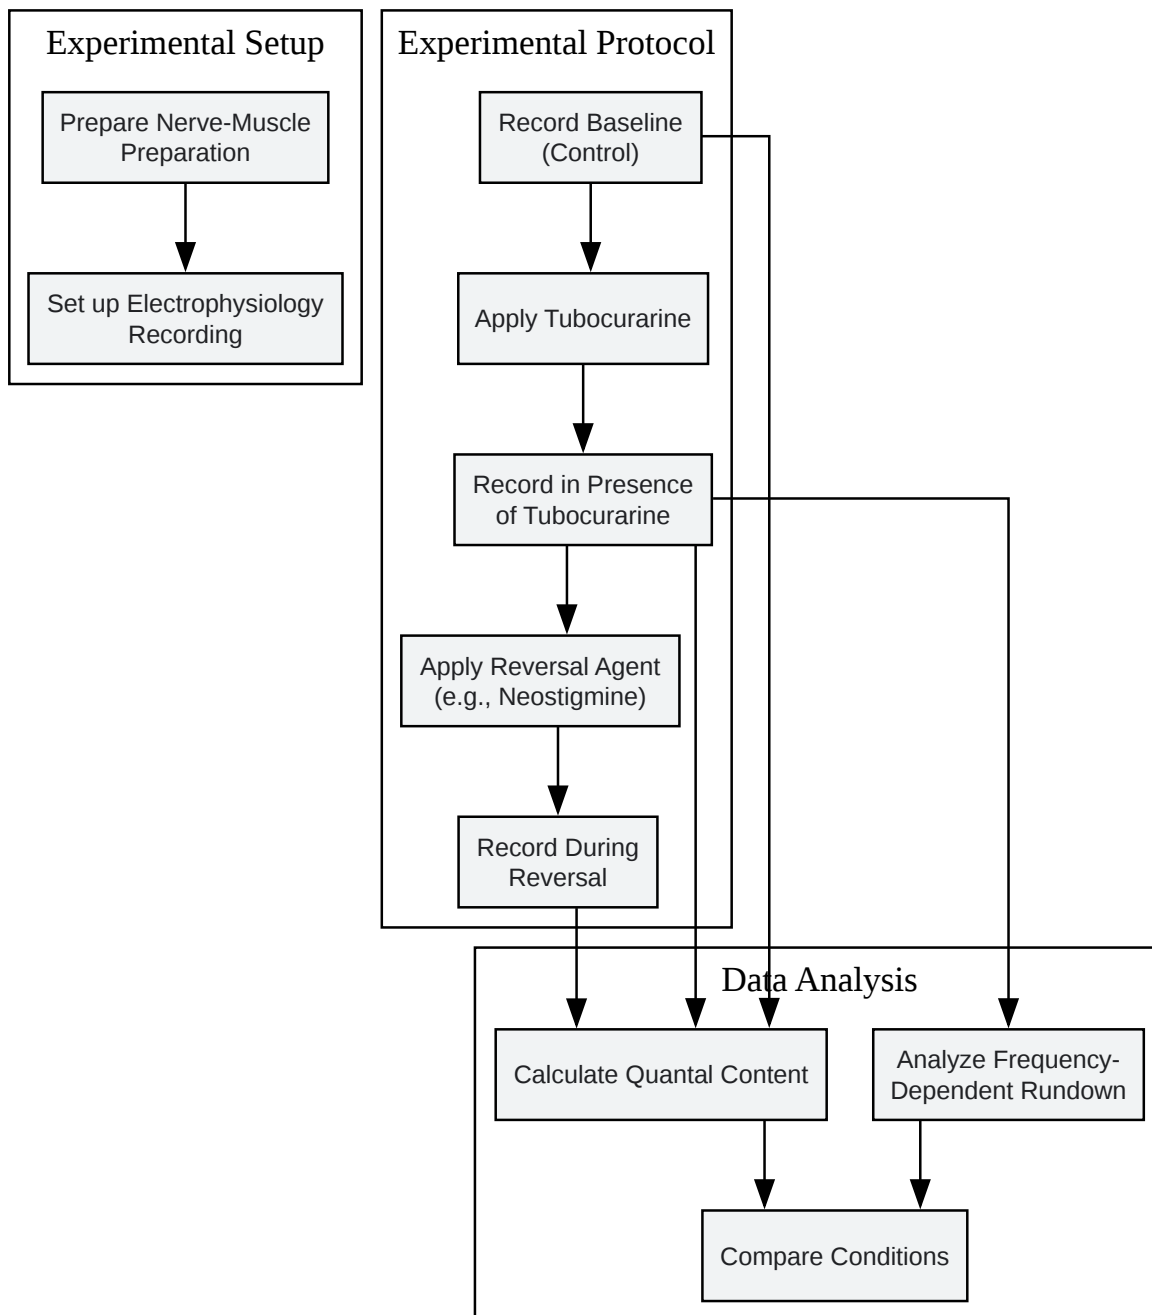 Experimental Setup
Prepare Nerve-Muscle
Preparation
Set up Electrophysiology
Recording
Experimental Protocol
Record Baseline
(Control)
Apply Tubocurarine
Record in Presence
of Tubocurarine
Apply Reversal Agent
(e.g., Neostigmine)
Record During
Reversal
Data Analysis
Calculate Quantal Content
Analyze Frequency-
Dependent Rundown
Compare Conditions